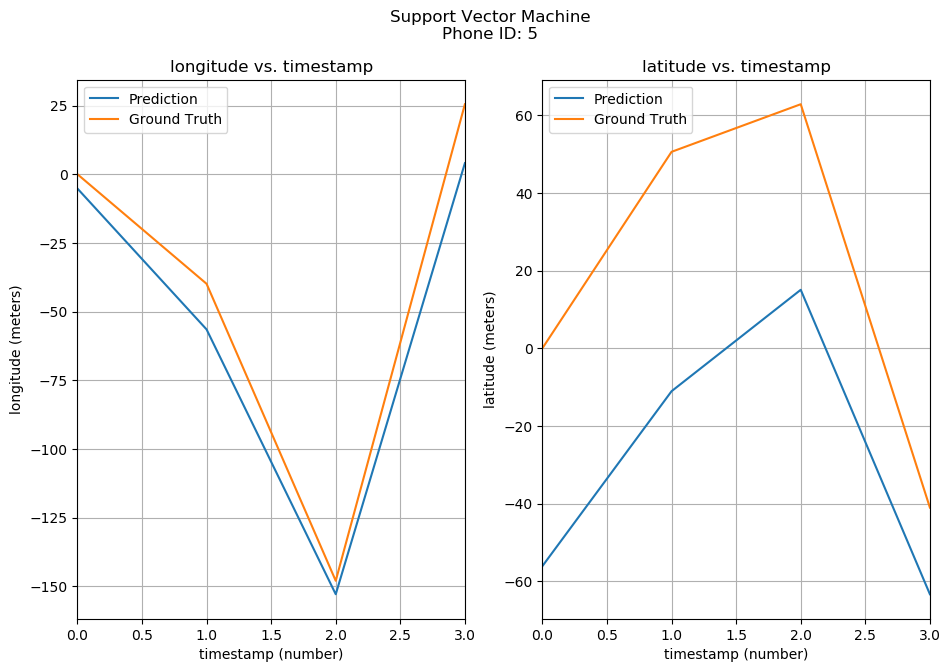 Support Vector Machine
Phone ID: 5
longitude vs. timestamp
Prediction
Ground Truth
25
0
−25
−50
−75
−100
−125
−150
longitude (meters)
0.0 0.5 1.0 1.5 2.0 2.5 3.0
timestamp (number)
latitude vs. timestamp
Prediction
Ground Truth
60
40
20
0
−20
−40
−60
latitude (meters)
0.0 0.5 1.0 1.5 2.0 2.5 3.0
timestamp (number)